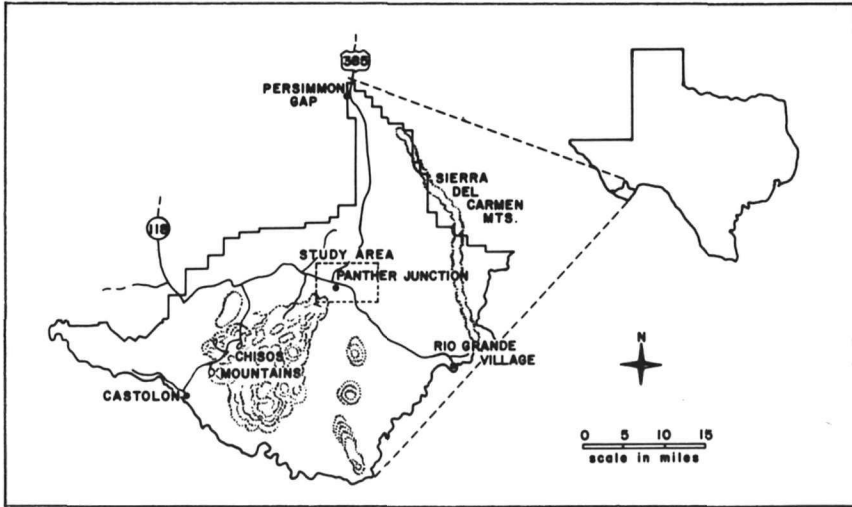 385
PERSIMMON
GAP
SIERRA
DEL
CARMEN
MTS.
118
STUDY AREA
PANTHER JUNCTION
RIO GRANDE
VILLAGE
CHISOS
MOUNTAINS
CASTOLON
N
0 5 10 15
scale in miles